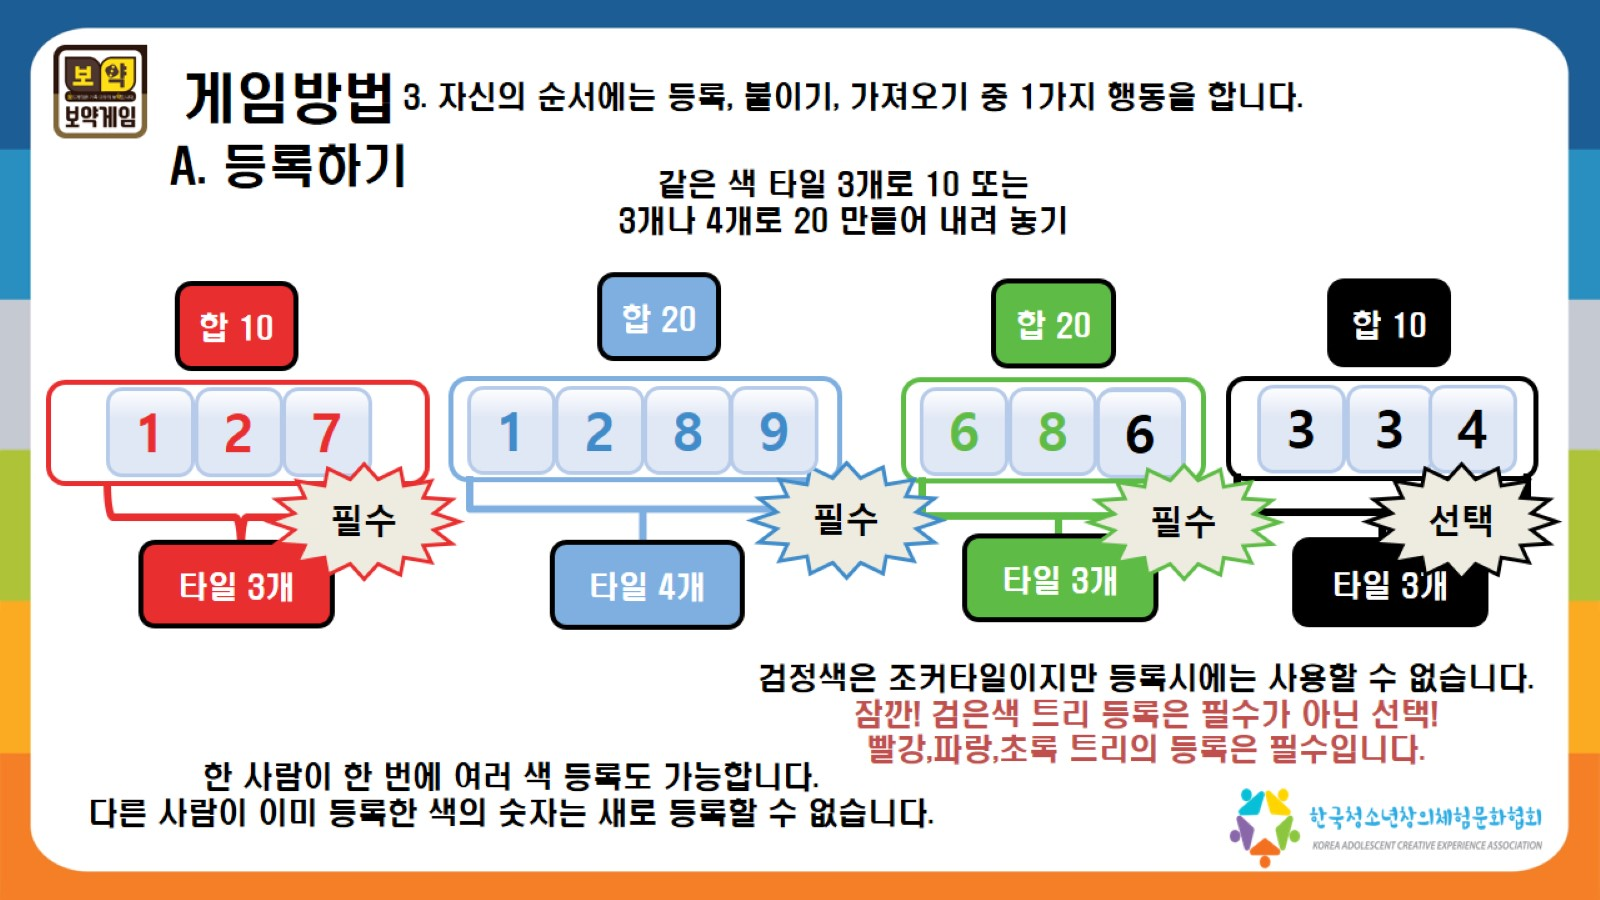 보약
보약게임
게임방법 3. 자신의 순서에는 등록, 붙이기, 가져오기 중 1가지 행동을 합니다.
A. 등록하기
같은 색 타일 3개로 10 또는
3개나 4개로 20 만들어 내려 놓기
합 10
합 20
합 20
합 10
1 2 7
1 2 8 9
6 8 6
3 3 4
필수
필수
필수
선택
타일 3개
타일 4개
타일 3개
타일 3개
검정색은 조커타일이지만 등록시에는 사용할 수 없습니다.
잠깐! 검은색 트리 등록은 필수가 아닌 선택!
빨강,파랑,초록 트리의 등록은 필수입니다.
한 사람이 한 번에 여러 색 등록도 가능합니다.
다른 사람이 이미 등록한 색의 숫자는 새로 등록할 수 없습니다.
한국청소년창의체험문화협회
KOREA ADOLESCENT CREATIVE EXPERIENCE ASSOCIATION